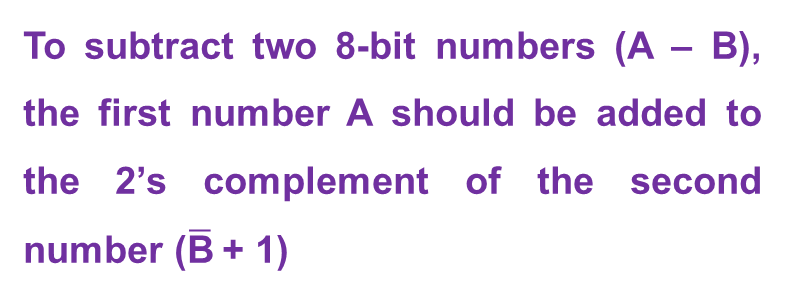 To subtract two 8-bit numbers (A – B),
the first number A should be added to
the 2’s complement of the second
number (B̅ + 1)